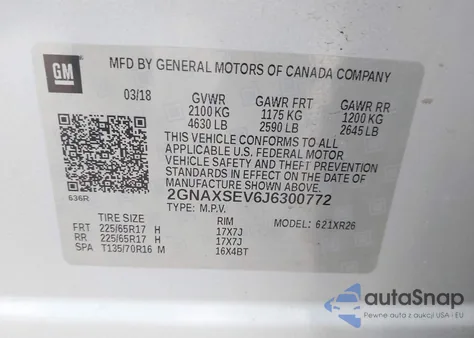 GM
MFD BY GENERAL MOTORS OF CANADA COMPANY
03/18 GVWR GAWR FRT GAWR RR
2100 KG 1175 KG 1200 KG
4630 LB 2590 LB 2645 LB
THIS VEHICLE CONFORMS TO ALL
APPLICABLE U.S. FEDERAL MOTOR
VEHICLE SAFETY AND THEFT PREVENTION
STANDARDS IN EFFECT ON THE DATE OF
MANUFACTURE SHOWN ABOVE.
636R
2GNAXSEV6J6300772
TYPE: M.P.V. MODEL: 621XR26
TIRE SIZE RIM
FRT 225/65R17 H 17X7J
RR 225/65R17 H 17X7J
SPA T135/70R16 M 16X4BT
autoSnap
Pewne auta z aukcji USA i EU